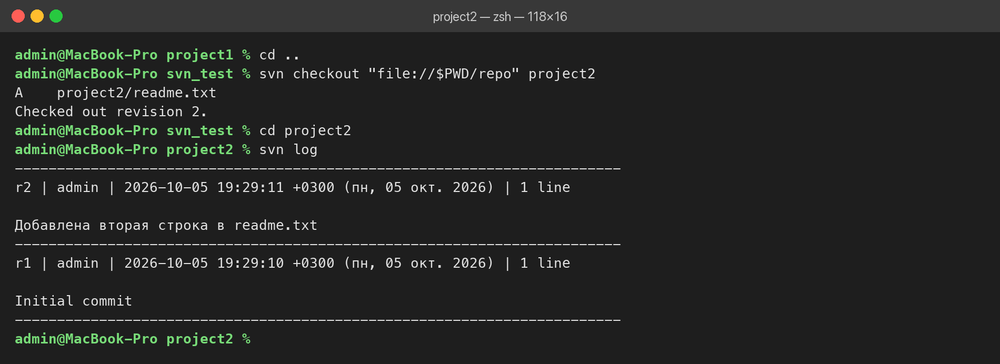 project2 — zsh — 118×16
admin@MacBook-Pro project1 % cd ..
admin@MacBook-Pro svn_test % svn checkout "file://$PWD/repo" project2
A    project2/readme.txt
Checked out revision 2.
admin@MacBook-Pro svn_test % cd project2
admin@MacBook-Pro project2 % svn log
------------------------------------------------------------------------
r2 | admin | 2026-10-05 19:29:11 +0300 (пн, 05 окт. 2026) | 1 line

Добавлена вторая строка в readme.txt
------------------------------------------------------------------------
r1 | admin | 2026-10-05 19:29:10 +0300 (пн, 05 окт. 2026) | 1 line

Initial commit
------------------------------------------------------------------------
admin@MacBook-Pro project2 %